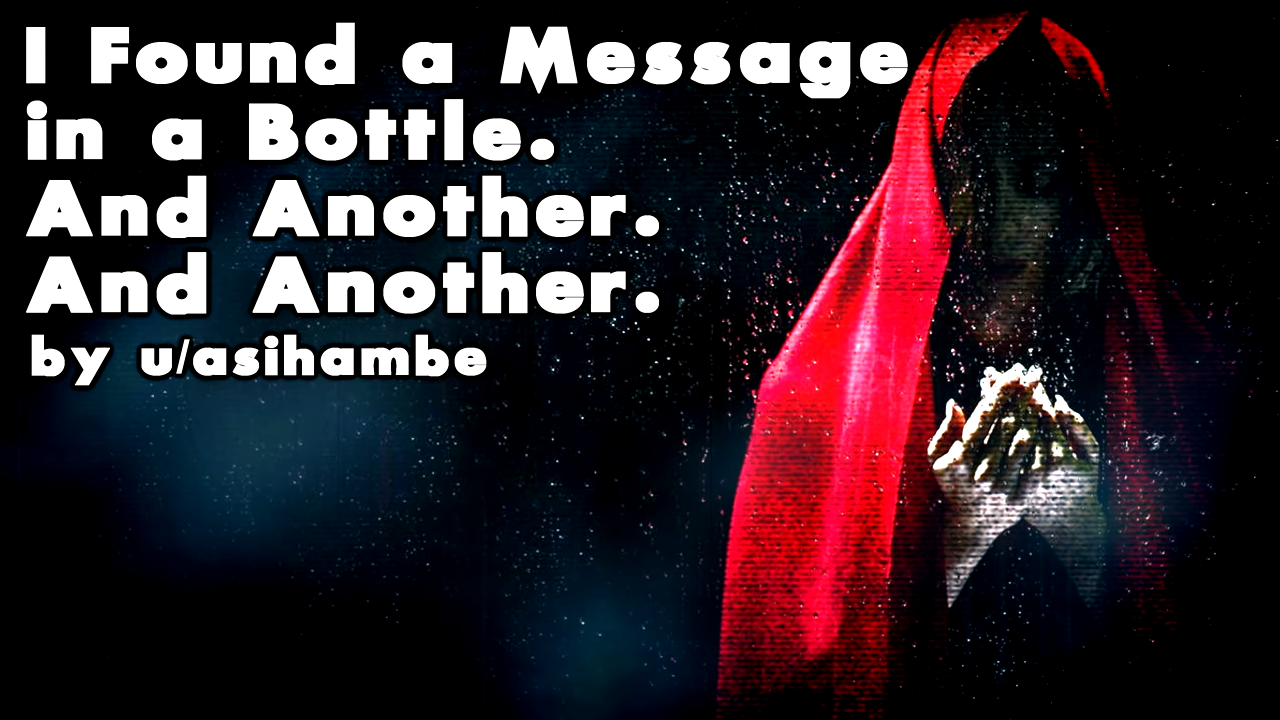 I Found a Message
in a Bottle.
And Another.
And Another.
by u/asihambe